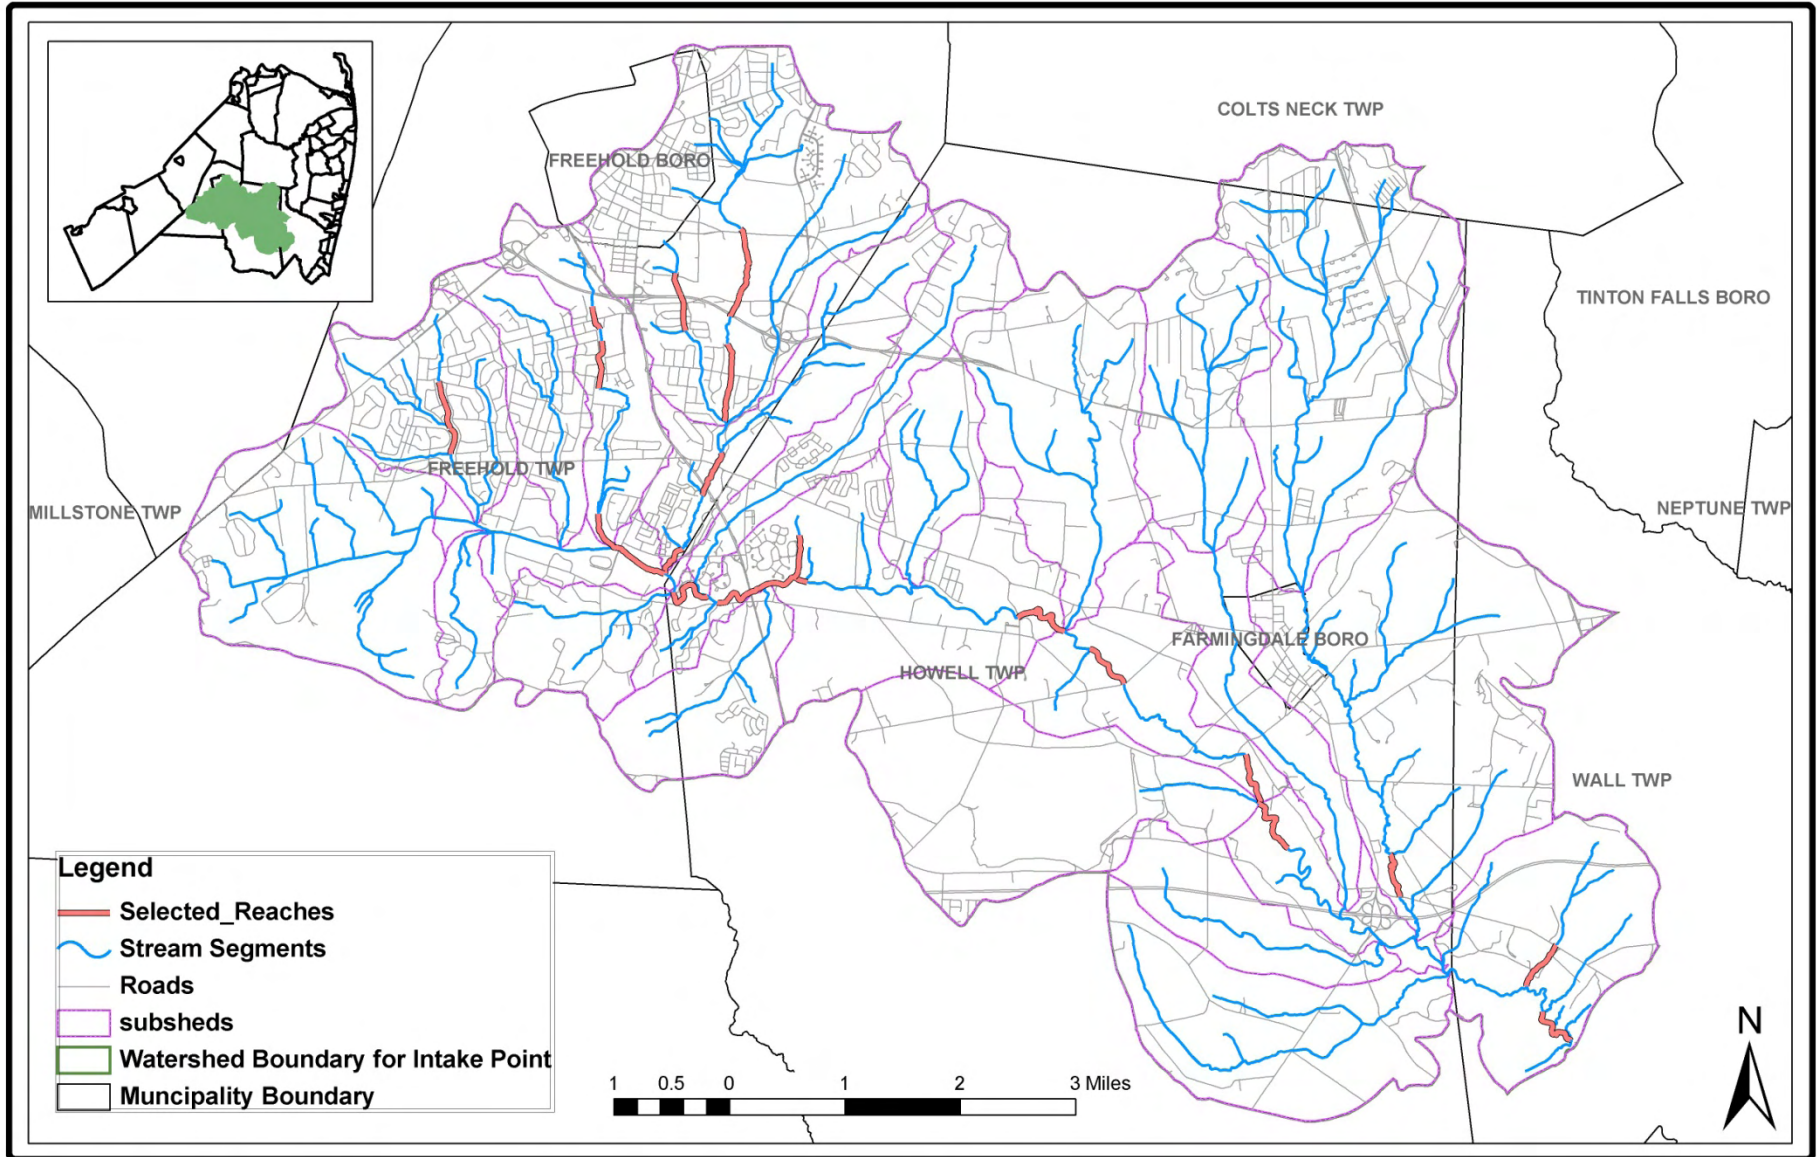 COLTS NECK TWP
FREEHOLD BORO
TINTON FALLS BORO
FREEHOLD TWP
MILLSTONE TWP
NEPTUNE TWP
FARMINGDALE BORO
HOWELL TWP
WALL TWP
Legend
Selected_Reaches
Stream Segments
Roads
subsheds
Watershed Boundary for Intake Point
Muncipality Boundary
1 0.5 0 1 2 3 Miles
N